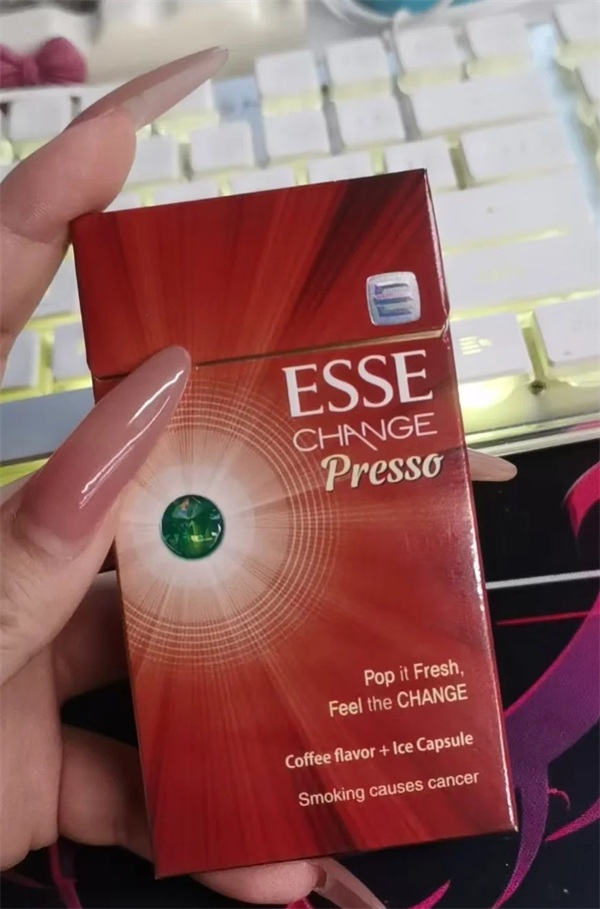 ESSE
CHANGE
Presso
Pop it Fresh,
Feel the CHANGE
Coffee flavor + Ice Capsule
Smoking causes cancer